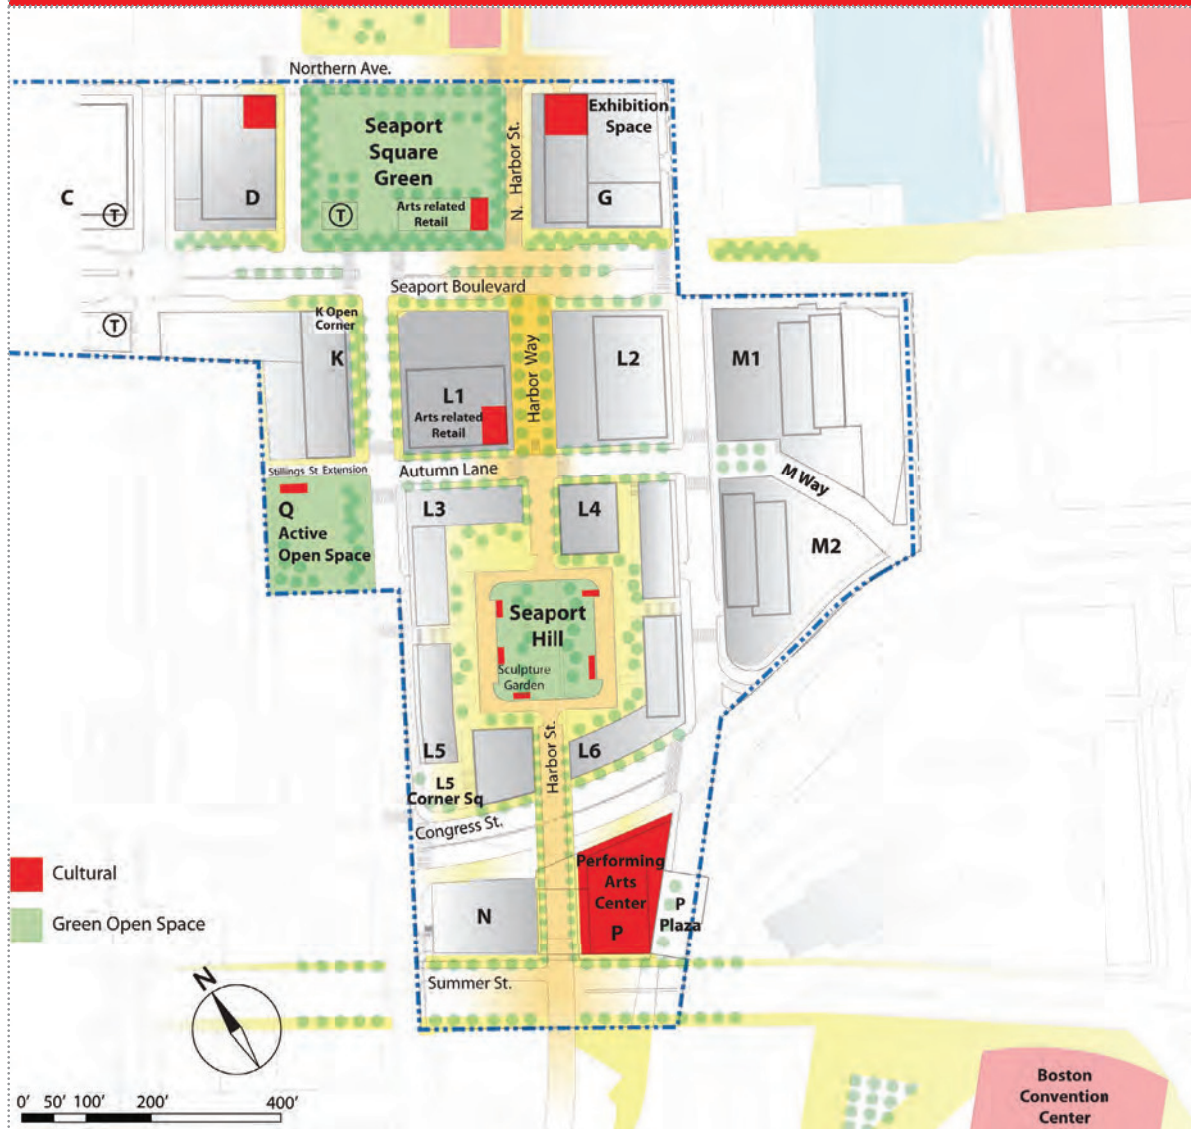 Northern Ave.
Seaport
Square
Green
Exhibition
Space
N. Harbor St.
C
D
G
T
T
Arts related
Retail
Seaport Boulevard
K Open
Corner
T
K
L1
Arts related
Retail
Harbor Way
L2
M1
Stillings St Extension
Autumn Lane
M Way
Q
Active
Open Space
L3
L4
M2
Seaport
Hill
Sculpture
Garden
L5
L5
Corner Sq
Harbor St.
L6
Congress St.
Cultural
Green Open Space
Performing
Arts
Center
P
P
Plaza
N
Summer St.
N
0' 50' 100' 200' 400'
Boston
Convention
Center